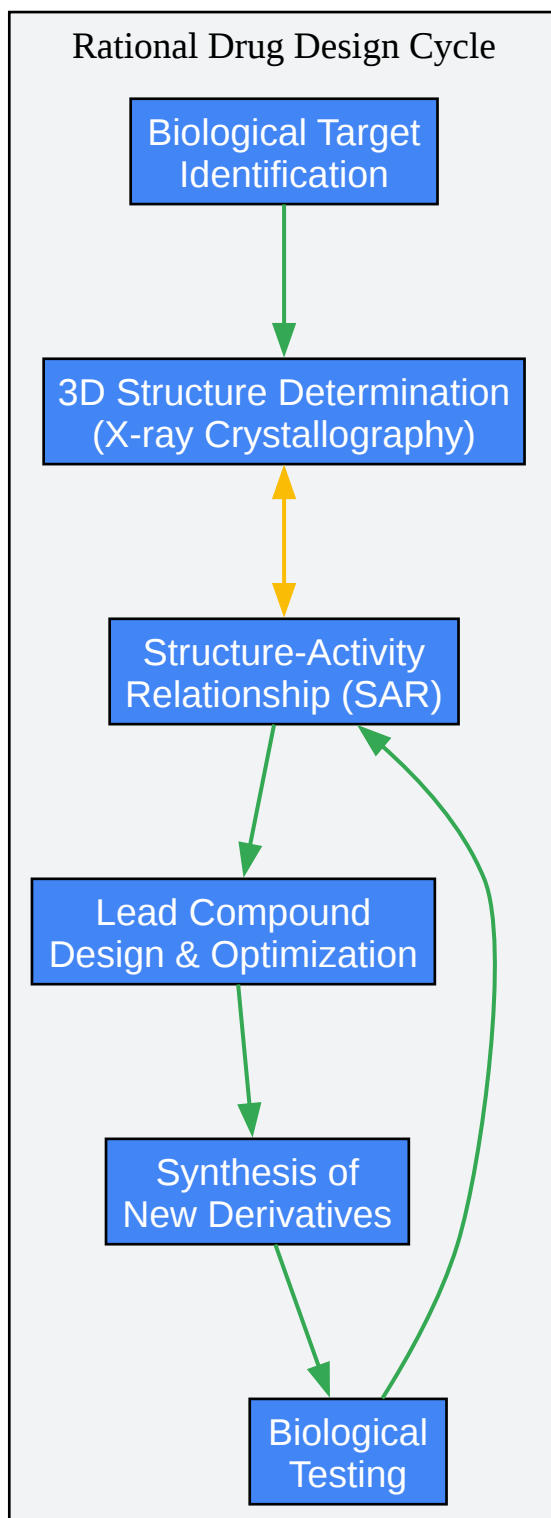 Rational Drug Design Cycle
Biological Target
Identification
3D Structure Determination
(X-ray Crystallography)
Structure-Activity
Relationship (SAR)
Lead Compound
Design & Optimization
Synthesis of
New Derivatives
Biological
Testing